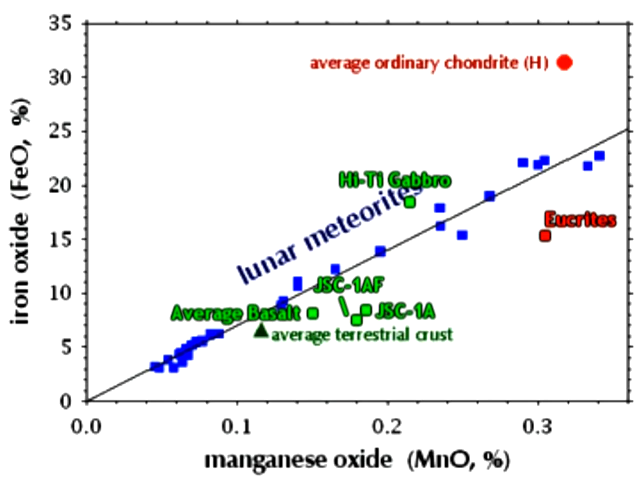 35
30
25
20
15
10
5
0
iron oxide (FeO, %)
average ordinary chondrite (H)
Hi-Ti Gabbro
lunar meteorites
Eucrites
JSC-1AF
Average Basalt
JSC-1A
average terrestrial crust
0.0 0.1 0.2 0.3
manganese oxide (MnO, %)